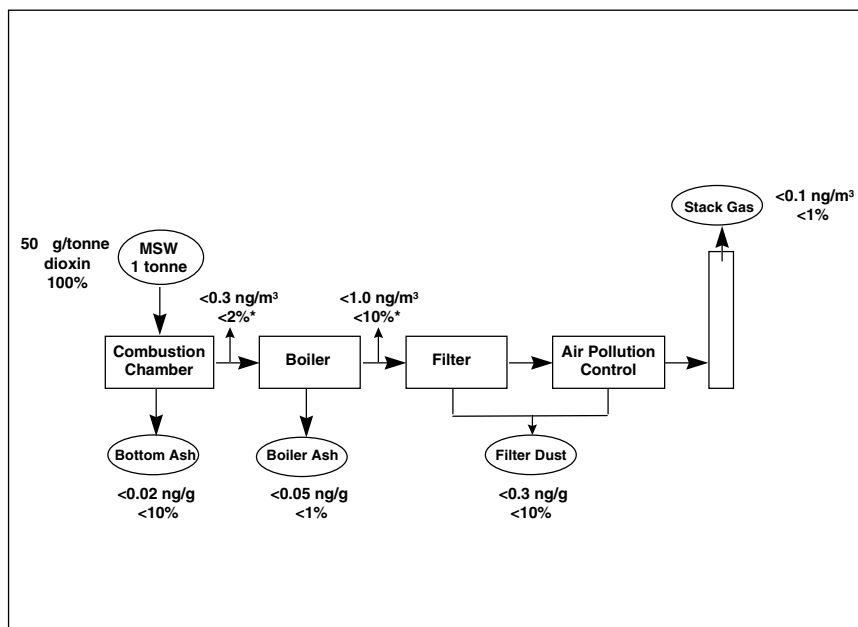 50 g/tonne
dioxin
100%
MSW
1 tonne
<0.3 ng/m³
<2%*
<1.0 ng/m³
<10%*
Stack Gas
<0.1 ng/m³
<1%
Combustion
Chamber
Boiler
Filter
Air Pollution
Control
Bottom Ash
<0.02 ng/g
<10%
Boiler Ash
<0.05 ng/g
<1%
Filter Dust
<0.3 ng/g
<10%